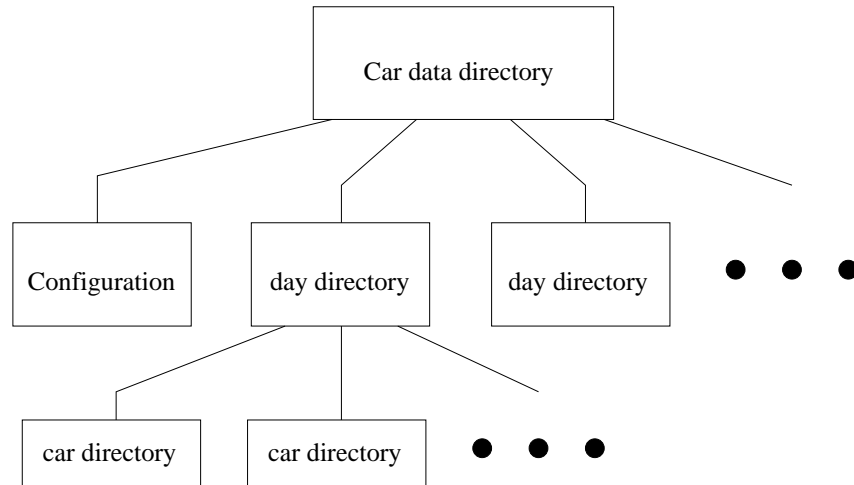 Car data directory
Configuration
day directory
day directory
car directory
car directory